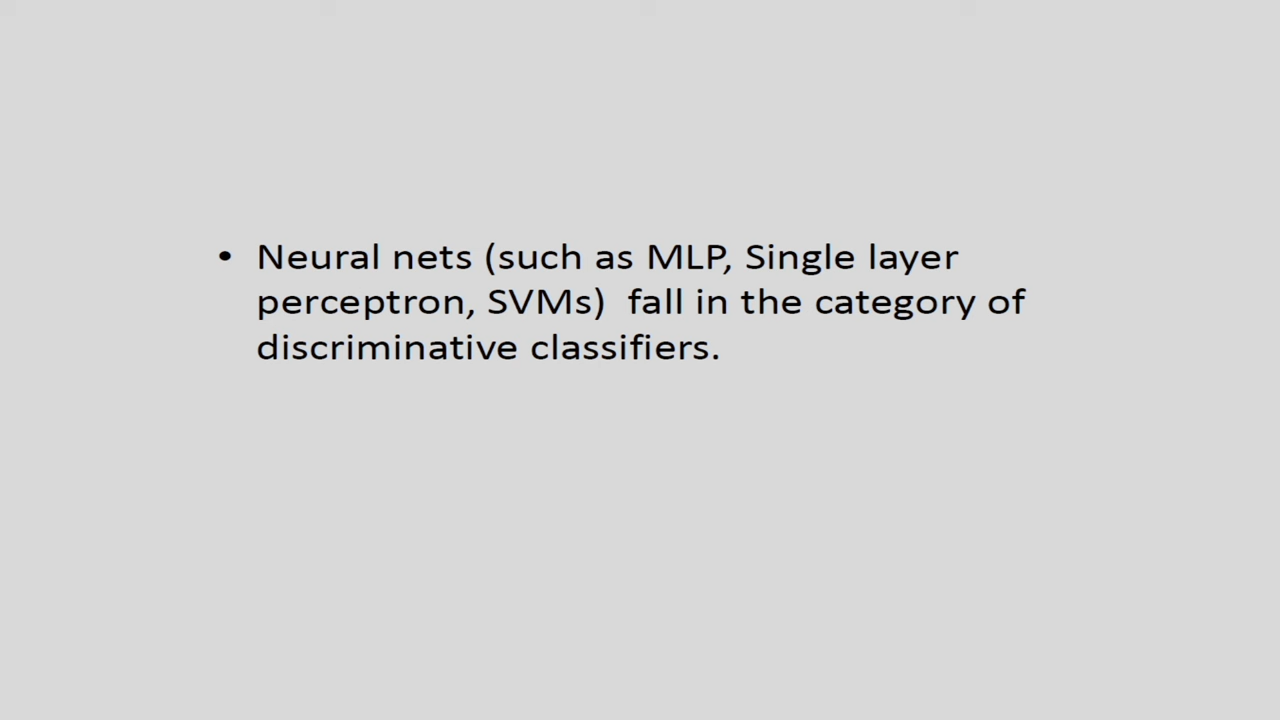 • Neural nets (such as MLP, Single layer
perceptron, SVMs)  fall in the category of
discriminative classifiers.